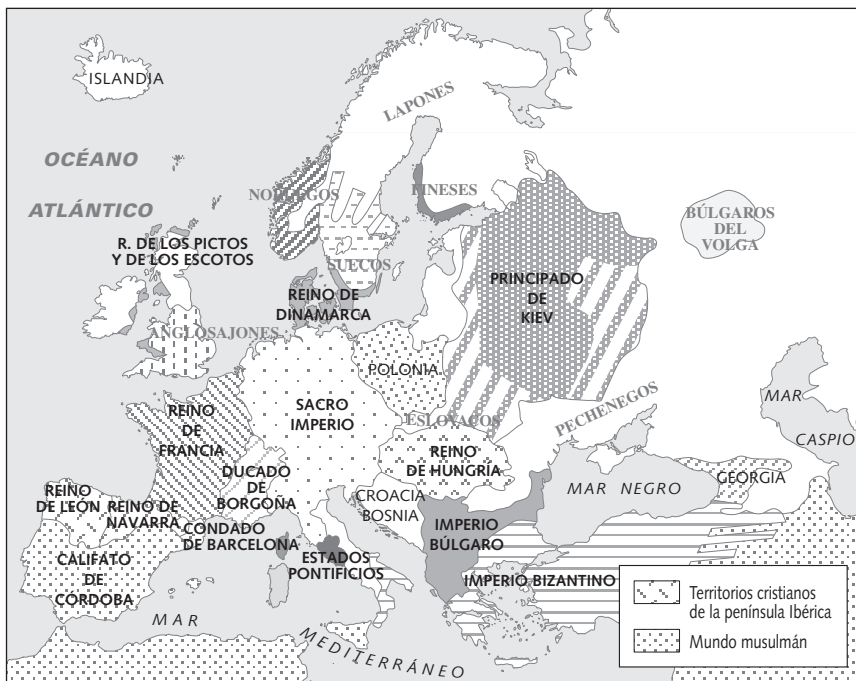 ISLANDIA
LAPONES
OCÉANO
ATLÁNTICO
NORUEGOS
FINESES
BÚLGAROS
DEL
VOLGA
R. DE LOS PICTOS
Y DE LOS ESCOTOS
SUECOS
PRINCIPADO
DE
KIEV
REINO DE
DINAMARCA
ANGLOSAJONES
POLONIA
SACRO
IMPERIO
ESLOVACOS
PECHENEGOS
MAR
CASPIO
REINO
DE
FRANCIA
REINO
DE HUNGRÍA
DUCADO
DE
BORGOÑA
GEORGIA
MAR NEGRO
CROACIA
BOSNIA
REINO
DE LEÓN
REINO DE
NAVARRA
CONDADO
DE BARCELONA
IMPERIO
BÚLGARO
ESTADOS
PONTIFICIOS
CALIFATO
DE
CÓRDOBA
IMPERIO BIZANTINO
MAR
MEDITERRÁNEO
Territorios cristianos
de la península Ibérica
Mundo musulmán